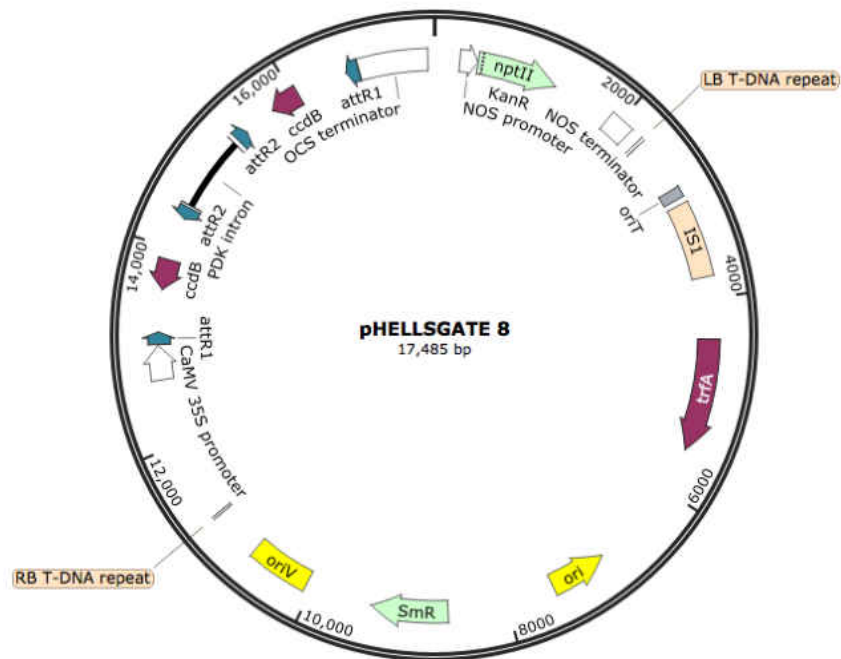 pHELLSGATE 8
17,485 bp
nptII
KanR
NOS promoter
2000
NOS terminator
LB T-DNA repeat
oriT
IS1
4000
trfA
6000
ori
8000
SmR
10,000
oriV
RB T-DNA repeat
12,000
CaMV 35S promoter
attR1
ccdB
14,000
attR2
PDK intron
attR2
ccdB
16,000
attR1
OCS terminator